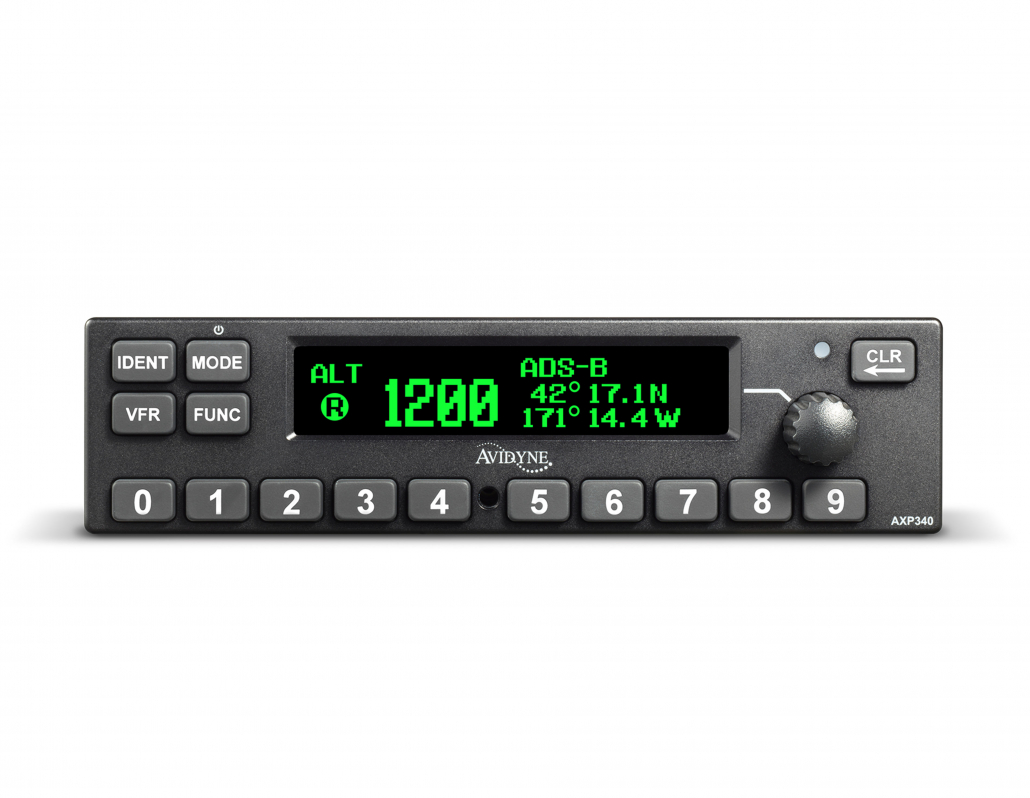 IDENT MODE
VFR FUNC
ALT
R
1200
ADS-B
42° 17.1N
171° 14.4W
CLR
AVIDYNE
0 1 2 3 4 5 6 7 8 9
AXP340